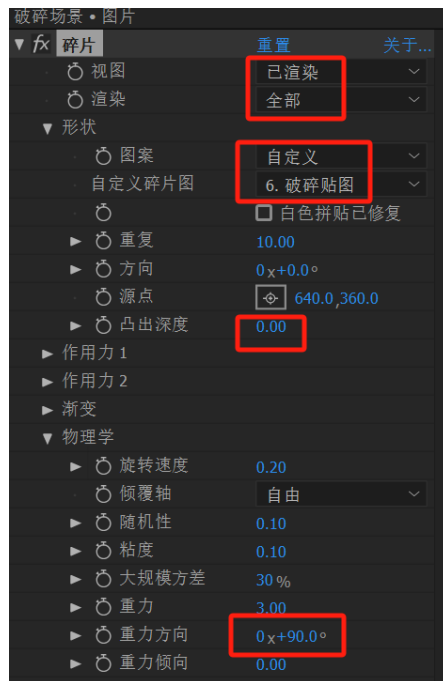 破碎场景 • 图片
fx 碎片 重置 关于...
视图 已渲染
渲染 全部
形状
图案 自定义
自定义碎片图 6. 破碎贴图
白色拼贴已修复
重复 10.00
方向 0x+0.0°
源点 640.0,360.0
凸出深度 0.00
作用力 1
作用力 2
渐变
物理学
旋转速度 0.20
倾覆轴 自由
随机性 0.10
粘度 0.10
大规模方差 30%
重力 3.00
重力方向 0x+90.0°
重力倾向 0.00